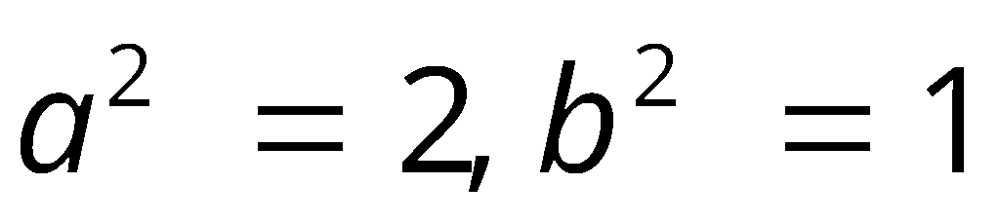 a² = 2, b² = 1